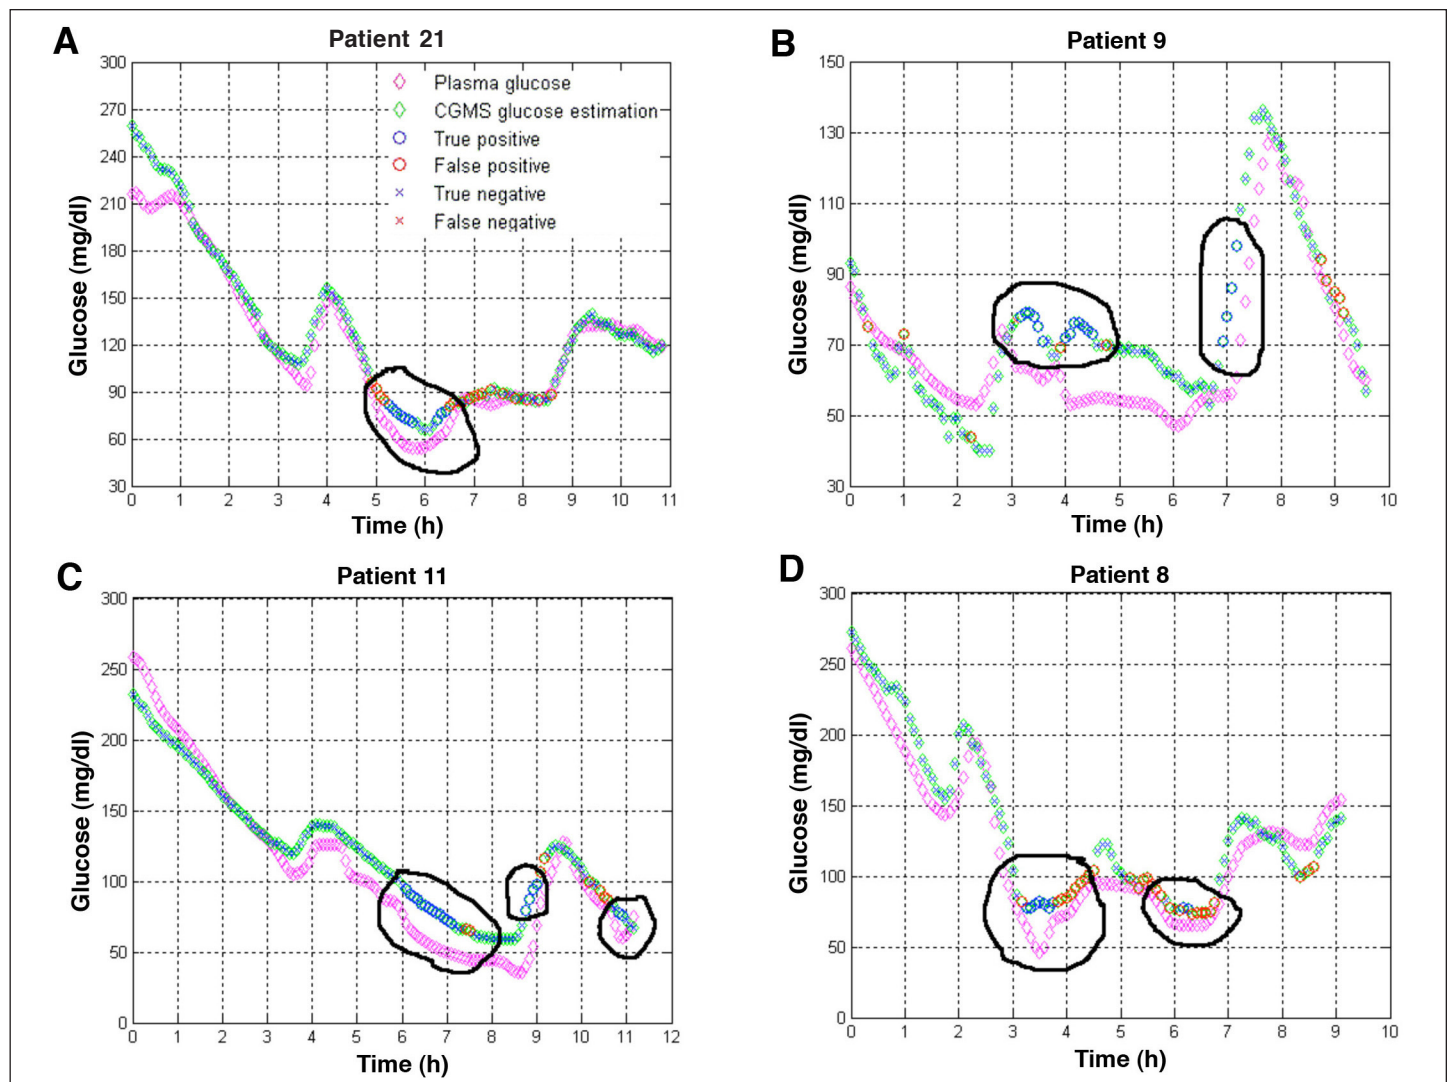 A
Patient 21
300
270
240
210
180
150
120
90
60
30
Glucose (mg/dl)
Plasma glucose
CGMS glucose estimation
True positive
False positive
True negative
False negative
0 1 2 3 4 5 6 7 8 9 10 11
Time (h)
B
Patient 9
150
130
110
90
70
50
30
Glucose (mg/dl)
0 1 2 3 4 5 6 7 8 9 10
Time (h)
C
Patient 11
300
250
200
150
100
50
0
Glucose (mg/dl)
0 1 2 3 4 5 6 7 8 9 10 11 12
Time (h)
D
Patient 8
300
250
200
150
100
50
0
Glucose (mg/dl)
0 1 2 3 4 5 6 7 8 9 10
Time (h)